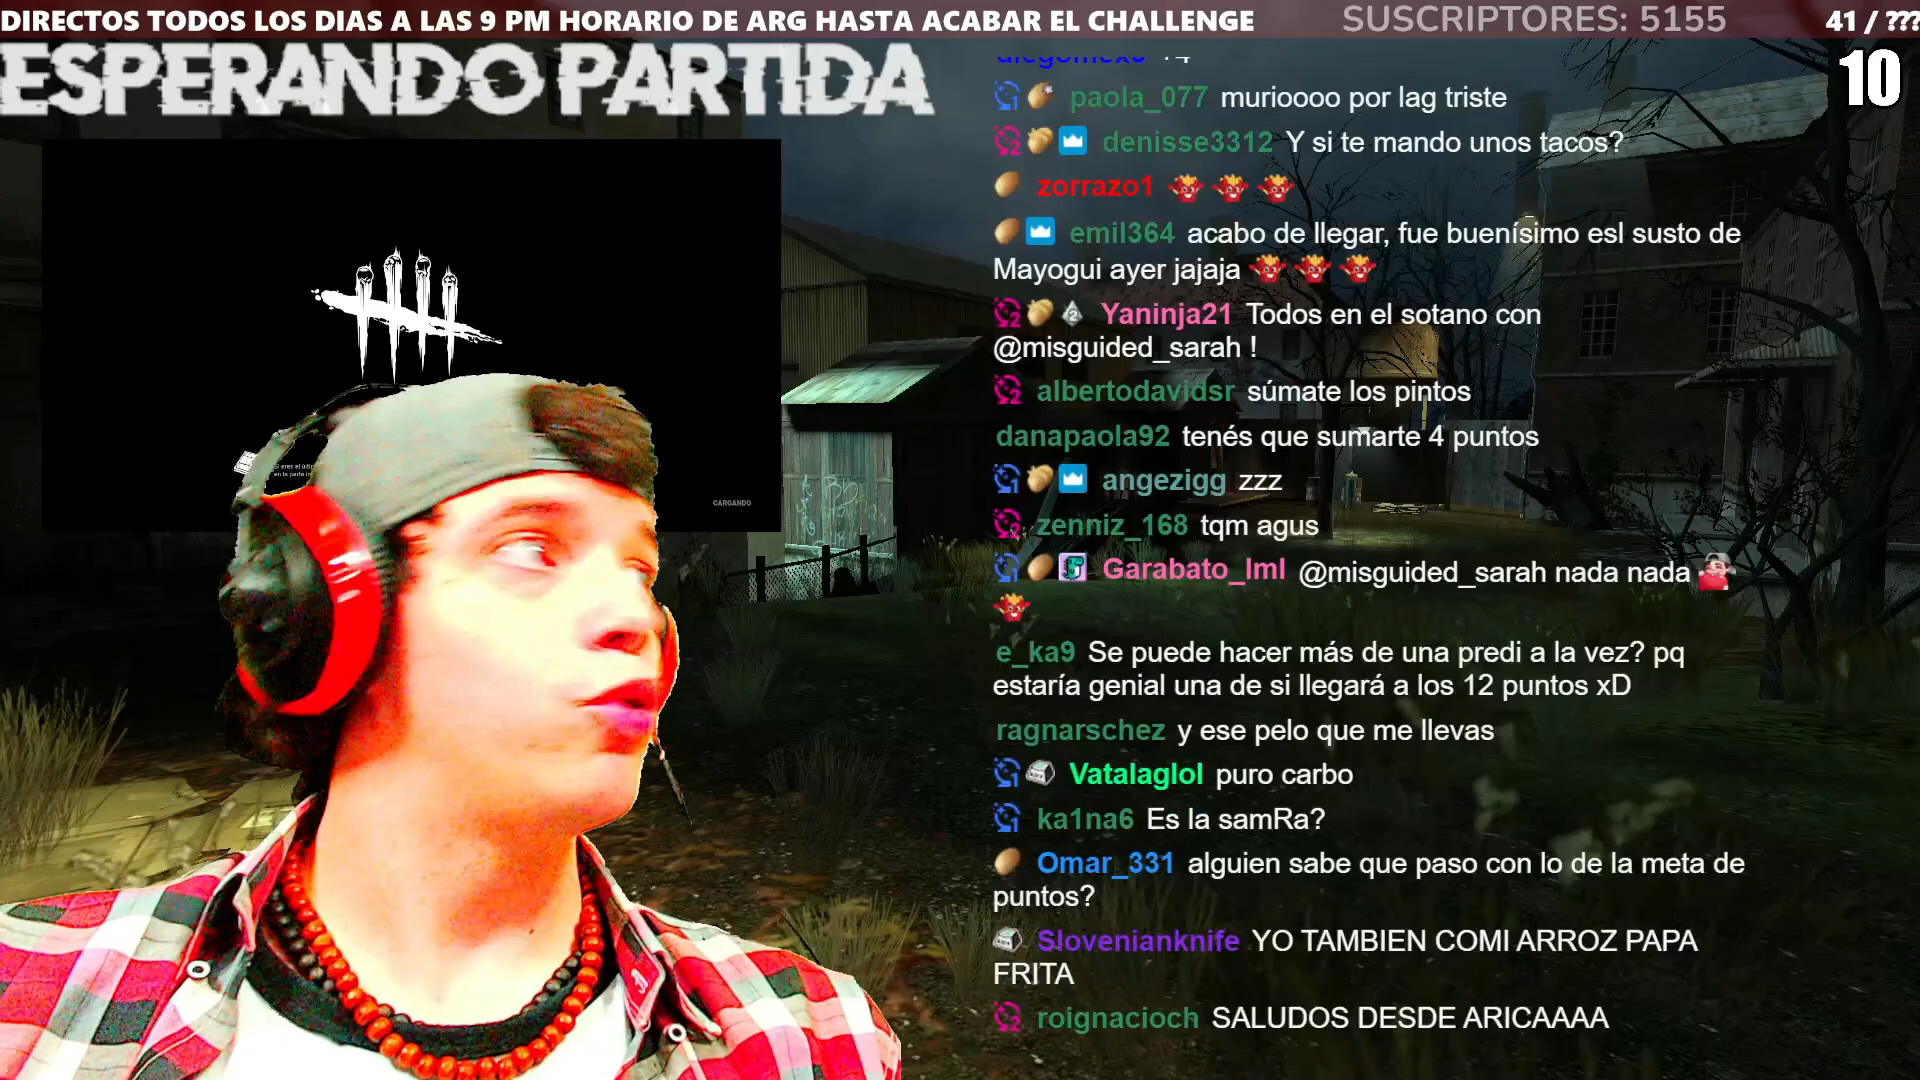 DIRECTOS TODOS LOS DIAS A LAS 9 PM HORARIO DE ARG HASTA ACABAR EL CHALLENGE
SUSCRIPTORES: 5155
41 / ???
10
ESPERANDO PARTIDA
CARGANDO
paola_077 murioooo por lag triste
denisse3312 Y si te mando unos tacos?
zorrazo1
emil364 acabo de llegar, fue buenísimo esl susto de
Mayogui ayer jajaja
Yaninja21 Todos en el sotano con
@misguided_sarah !
albertodavidsr súmate los pintos
danapaola92 tenés que sumarte 4 puntos
angezigg zzz
zenniz_168 tqm agus
Garabato_lml @misguided_sarah nada nada
e_ka9 Se puede hacer más de una predi a la vez? pq
estaría genial una de si llegará a los 12 puntos xD
ragnarschez y ese pelo que me llevas
Vatalaglol puro carbo
ka1na6 Es la samRa?
Omar_331 alguien sabe que paso con lo de la meta de
puntos?
Slovenianknife YO TAMBIEN COMI ARROZ PAPA
FRITA
roignacioch SALUDOS DESDE ARICAAAA